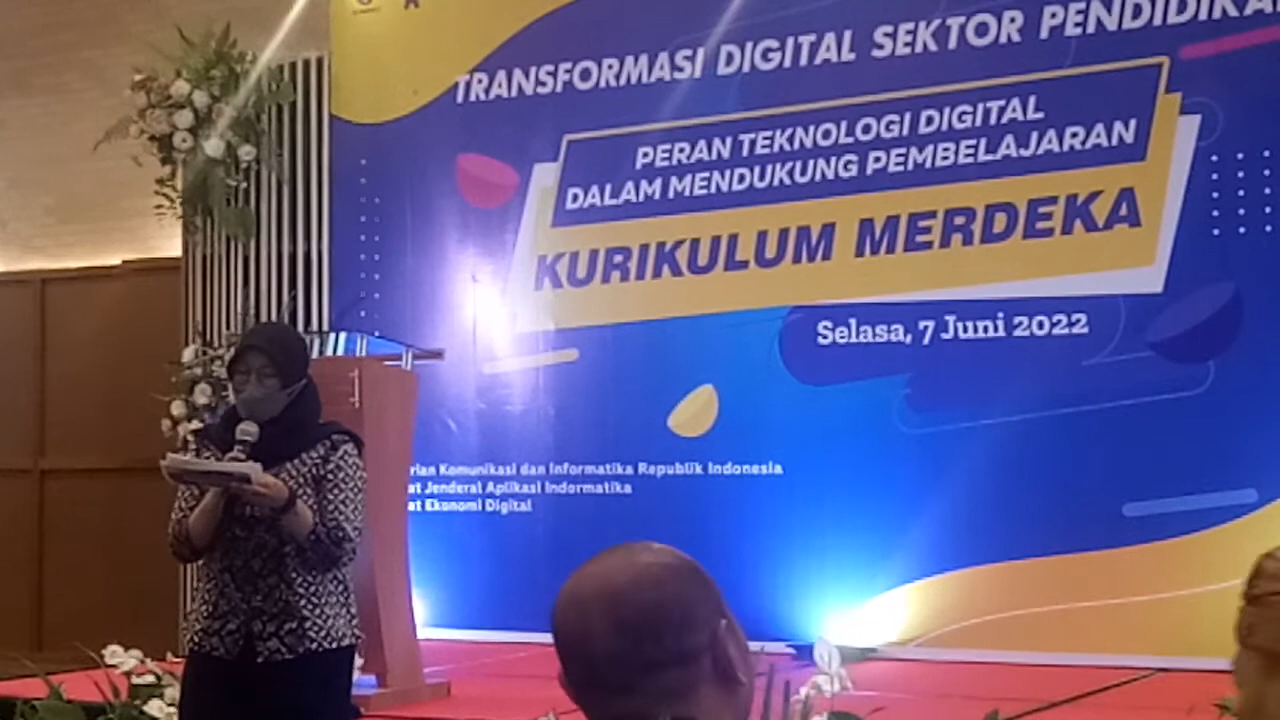 TRANSFORMASI DIGITAL SEKTOR PENDIDIKA
PERAN TEKNOLOGI DIGITAL
DALAM MENDUKUNG PEMBELAJARAN
KURIKULUM MERDEKA
Selasa, 7 Juni 2022
rian Komunikasi dan Informatika Republik Indonesia
at Jenderal Aplikasi Indormatika
at Ekonomi Digital